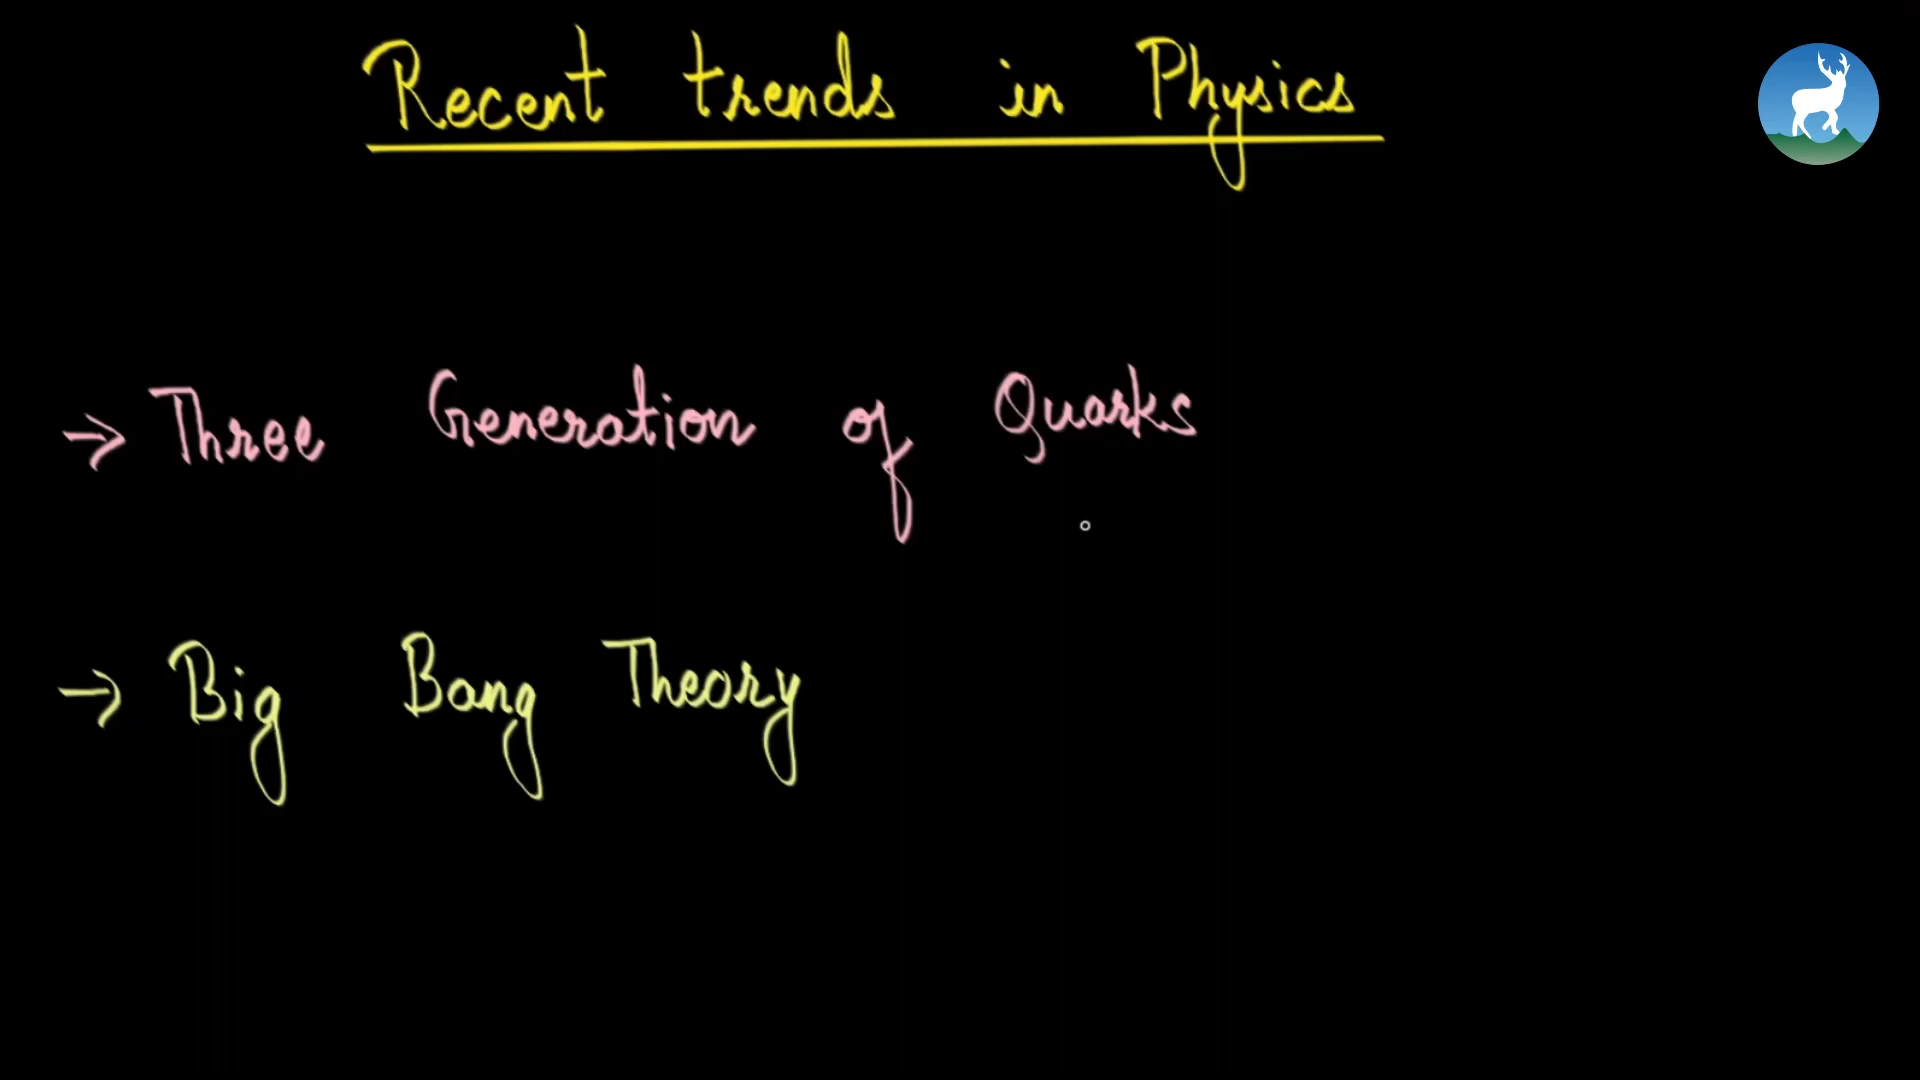 Recent trends in Physics
→ Three Generation of Quarks
→ Big Bang Theory